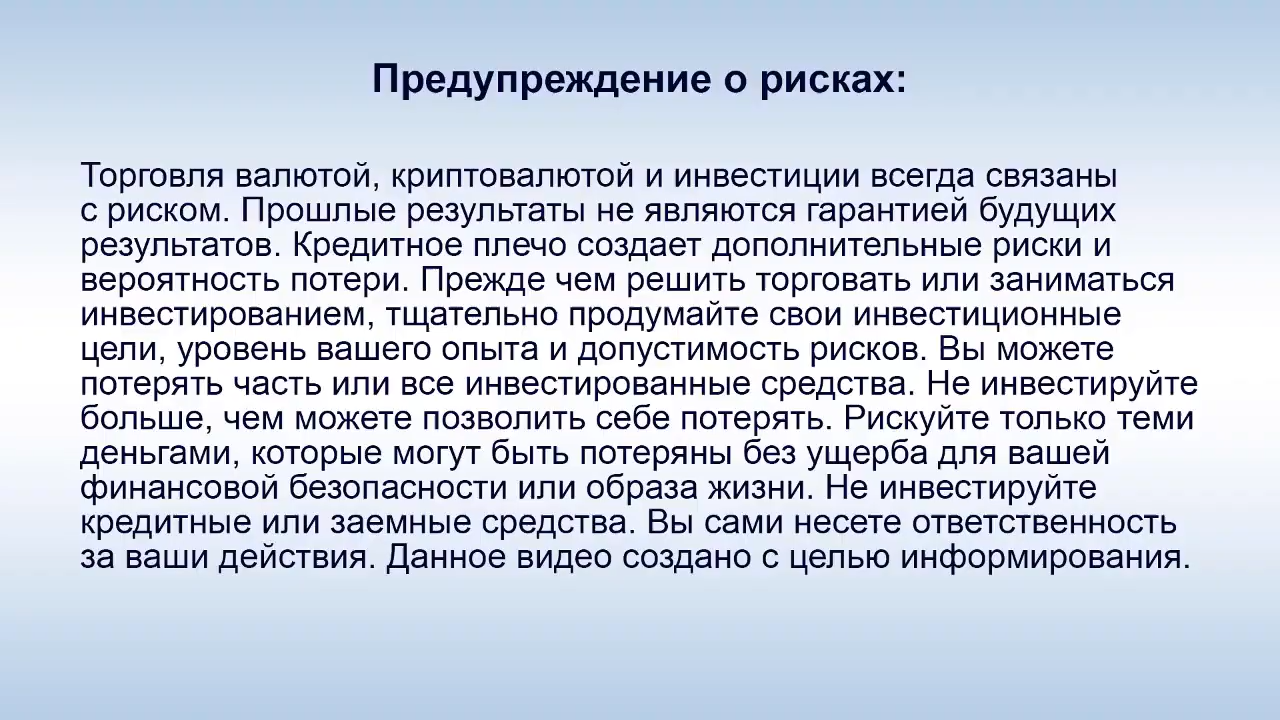 Предупреждение о рисках:
Торговля валютой, криптовалютой и инвестиции всегда связаны
с риском. Прошлые результаты не являются гарантией будущих
результатов. Кредитное плечо создает дополнительные риски и
вероятность потери. Прежде чем решить торговать или заниматься
инвестированием, тщательно продумайте свои инвестиционные
цели, уровень вашего опыта и допустимость рисков. Вы можете
потерять часть или все инвестированные средства. Не инвестируйте
больше, чем можете позволить себе потерять. Рискуйте только теми
деньгами, которые могут быть потеряны без ущерба для вашей
финансовой безопасности или образа жизни. Не инвестируйте
кредитные или заемные средства. Вы сами несете ответственность
за ваши действия. Данное видео создано с целью информирования.